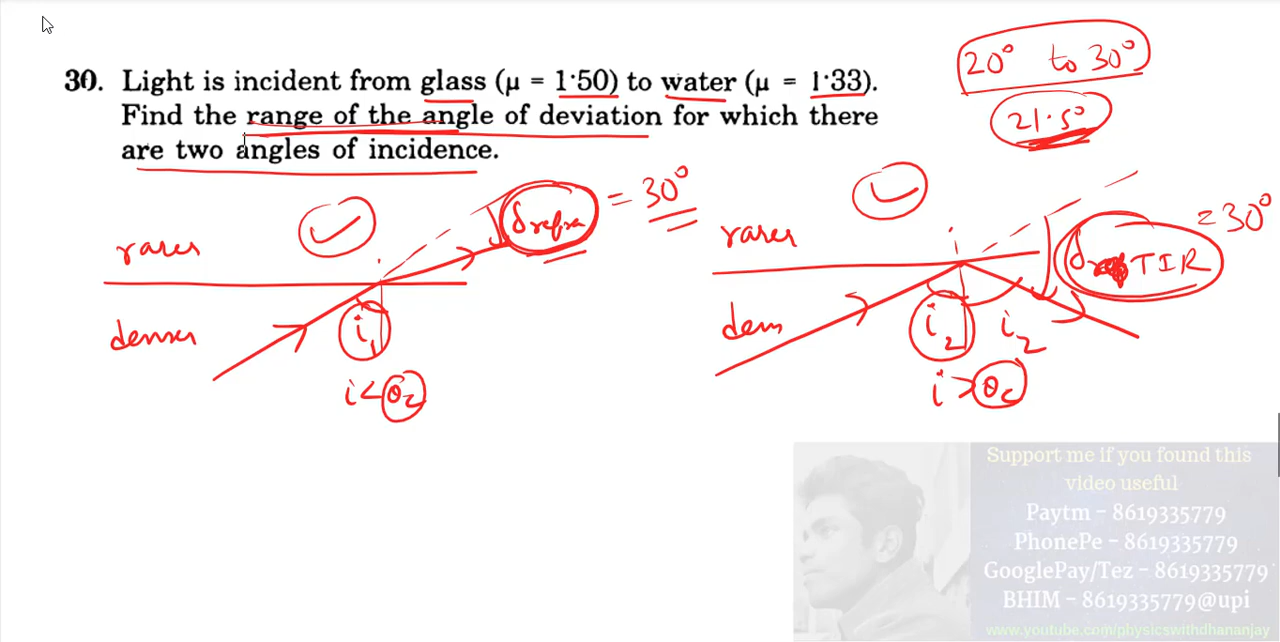 20° to 30°
30. Light is incident from glass (μ = 1·50) to water (μ = 1·33).
Find the range of the angle of deviation for which there
are two angles of incidence.
21·5°
rarer
δrefra = 30°
denser
i₁
i<θc
rarer
i
δ TIR = 30°
den
i₂
i₂
i >θc
Support me if you found this
video useful
Paytm – 8619335779
PhonePe – 8619335779
GooglePay/Tez – 8619335779
BHIM – 8619335779@upi
www.youtube.com/physicswithdhananjay